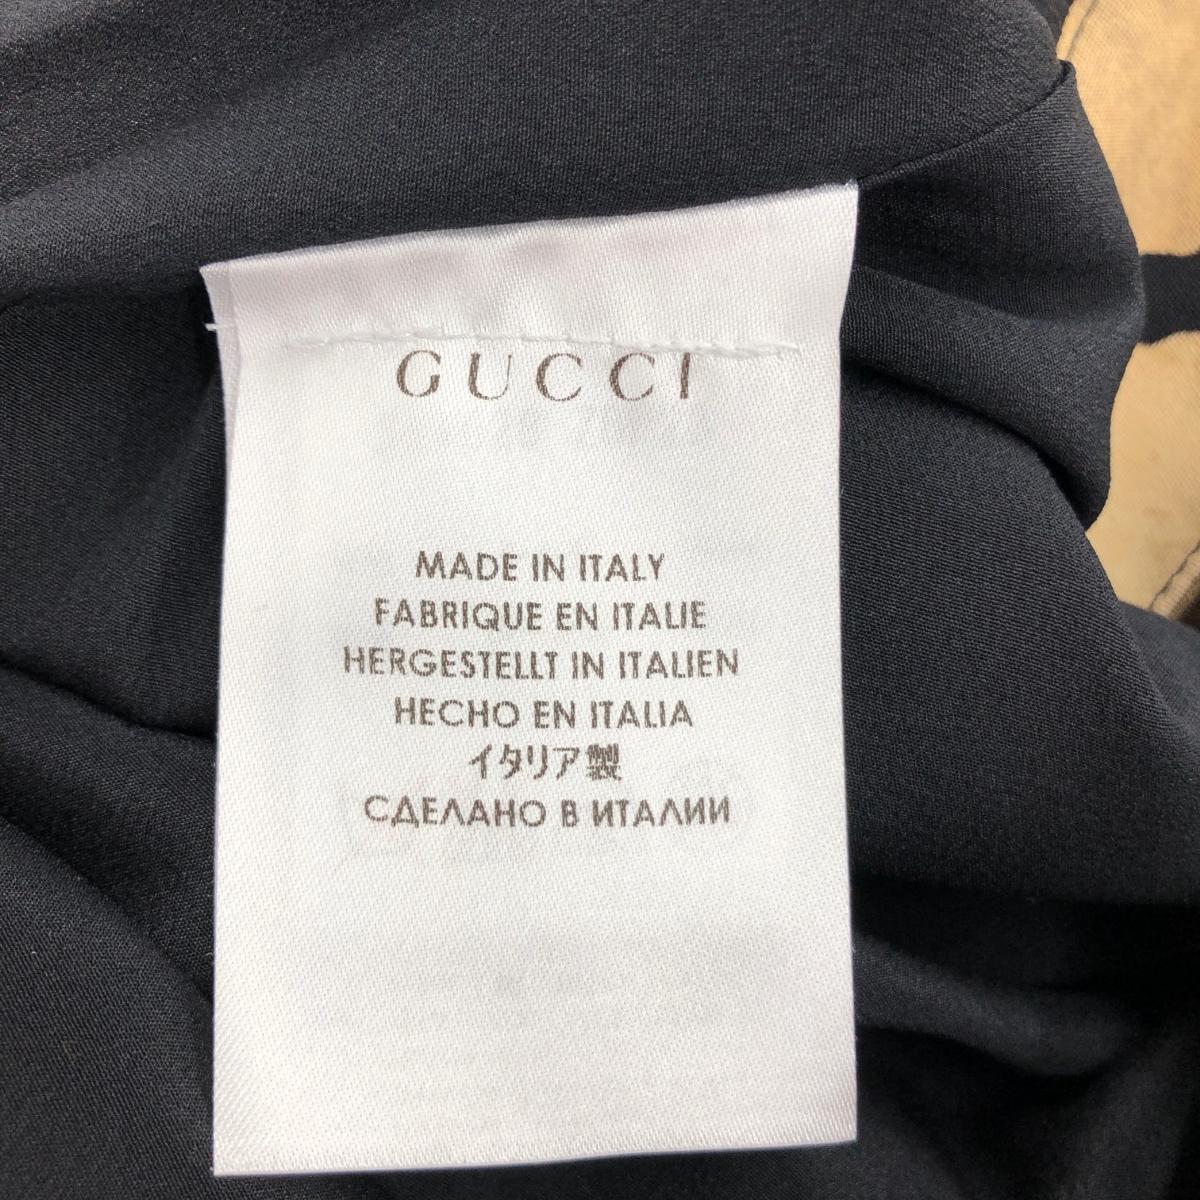 GUCCI
MADE IN ITALY
FABRIQUE EN ITALIE
HERGESTELLT IN ITALIEN
HECHO EN ITALIA
イタリア製
СДЕЛАНО В ИТАЛИИ